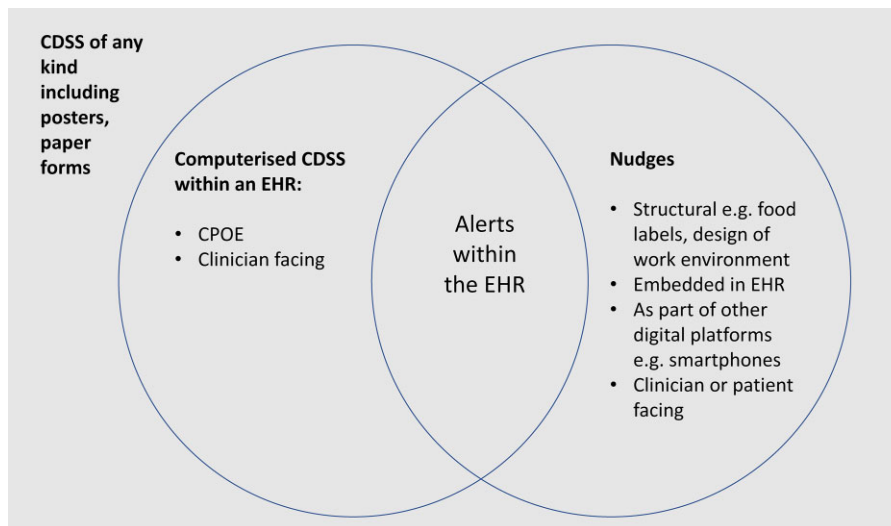 CDSS of any
kind
including
posters,
paper
forms
Computerised CDSS
within an EHR:
• CPOE
• Clinician facing
Alerts
within
the EHR
Nudges
• Structural e.g. food
labels, design of
work environment
• Embedded in EHR
• As part of other
digital platforms
e.g. smartphones
• Clinician or patient
facing